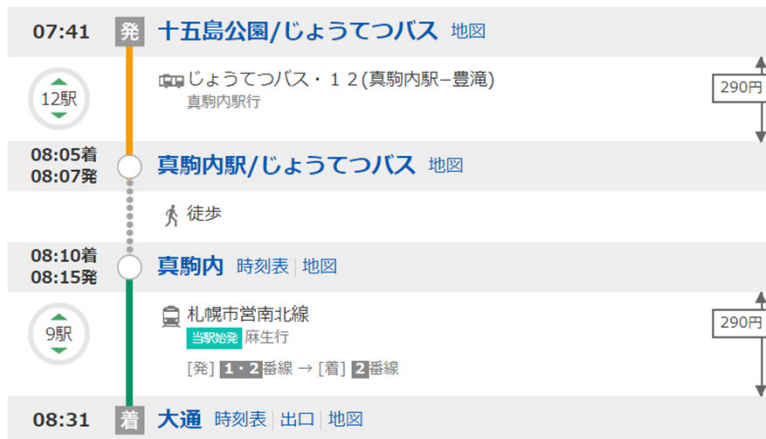 07:41 発 十五島公園/じょうてつバス 地図
12駅 じょうてつバス・１２(真駒内駅−豊滝) 290円
真駒内駅行
08:05着
08:07発 真駒内駅/じょうてつバス 地図
徒歩
08:10着
08:15発 真駒内 時刻表 地図
9駅 札幌市営南北線 290円
当駅始発 麻生行
[発] 1・2番線 → [着] 2番線
08:31 着 大通 時刻表 出口 地図